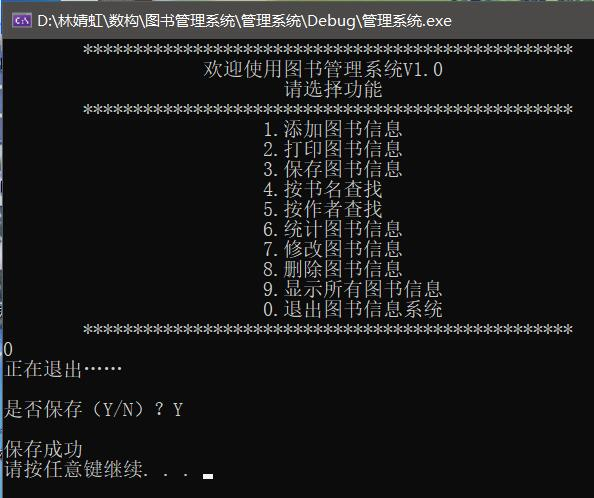 D:\林婧虹\数构\图书管理系统\管理系统\Debug\管理系统.exe
*************************************************
欢迎使用图书管理系统V1.0
请选择功能
*************************************************
1.添加图书信息
2.打印图书信息
3.保存图书信息
4.按书名查找
5.按作者查找
6.统计图书信息
7.修改图书信息
8.删除图书信息
9.显示所有图书信息
0.退出图书信息系统
*************************************************
0
正在退出……
是否保存（Y/N）？Y
保存成功
请按任意键继续. . .